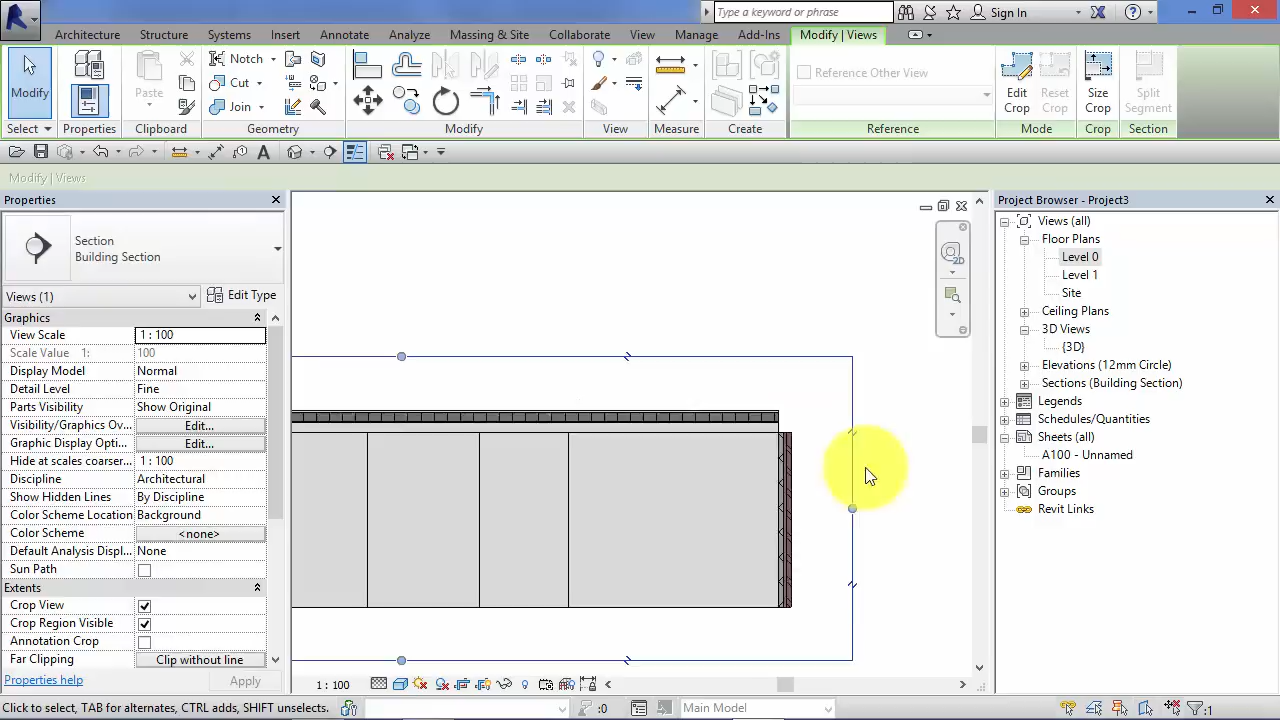 Type a keyword or phrase
Sign In
Architecture Structure Systems Insert Annotate Analyze Massing & Site Collaborate View Manage Add-Ins Modify | Views
Modify
Paste
Notch
Cut
Join
Reference Other View
Edit Crop
Reset Crop
Size Crop
Split Segment
Select Properties Clipboard Geometry Modify View Measure Create Reference Mode Crop Section
Modify | Views
Properties
Section
Building Section
Views (1)
Edit Type
Graphics
View Scale 1 : 100
Scale Value 1: 100
Display Model Normal
Detail Level Fine
Parts Visibility Show Original
Visibility/Graphics Ov... Edit...
Graphic Display Option... Edit...
Hide at scales coarser... 1 : 100
Discipline Architectural
Show Hidden Lines By Discipline
Color Scheme Location Background
Color Scheme <none>
Default Analysis Displ... None
Sun Path
Extents
Crop View
Crop Region Visible
Annotation Crop
Far Clipping Clip without line
Properties help
Apply
2D
1 : 100
Project Browser - Project3
Views (all)
Floor Plans
Level 0
Level 1
Site
Ceiling Plans
3D Views
{3D}
Elevations (12mm Circle)
Sections (Building Section)
Legends
Schedules/Quantities
Sheets (all)
A100 - Unnamed
Families
Groups
Revit Links
Click to select, TAB for alternates, CTRL adds, SHIFT unselects.
:0
Main Model
:1